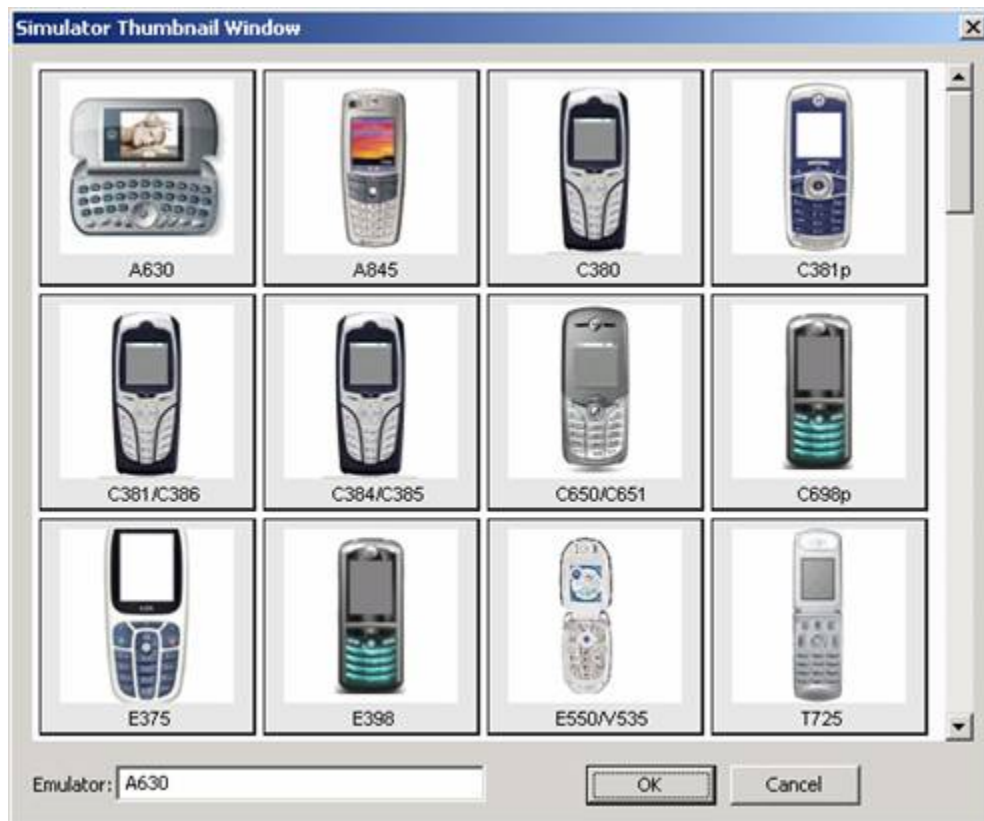 Simulator Thumbnail Window
A630
A845
C380
C381p
C381/C386
C384/C385
C650/C651
C698p
E375
E398
E550/V535
T725
Emulator: A630
OK
Cancel